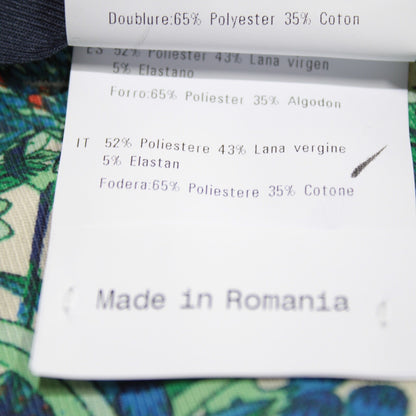 Doublure:65% Polyester 35% Coton
ES 52% Poliester 43% Lana virgen
5% Elastano
Forro:65% Poliester 35% Algodon
IT 52% Poliestere 43% Lana vergine
5% Elastan
Fodera:65% Poliestere 35% Cotone
Made in Romania